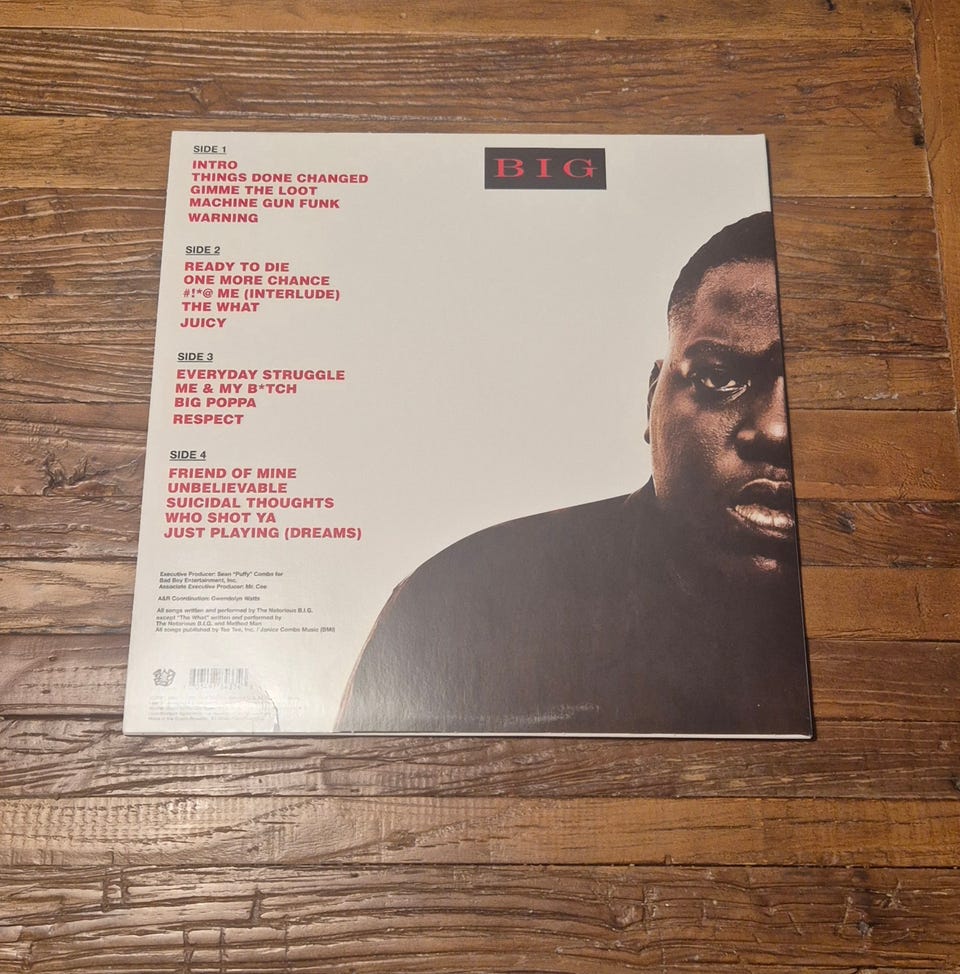 BIG
SIDE 1
INTRO
THINGS DONE CHANGED
GIMME THE LOOT
MACHINE GUN FUNK
WARNING
SIDE 2
READY TO DIE
ONE MORE CHANCE
#!*@ ME (INTERLUDE)
THE WHAT
JUICY
SIDE 3
EVERYDAY STRUGGLE
ME & MY B*TCH
BIG POPPA
RESPECT
SIDE 4
FRIEND OF MINE
UNBELIEVABLE
SUICIDAL THOUGHTS
WHO SHOT YA
JUST PLAYING (DREAMS)
Executive Producer: Sean "Puffy" Combs for
Bad Boy Entertainment, Inc.
Associate Executive Producer: Mr. Cee
A&R Cordination: Gwendolyn Watts
All songs written and performed by The Notorious B.I.G.
except "The What" written and performed by
The Notorious B.I.G. and Method Man
All songs published by Tee Tee, Inc. / Janice Combs Music (BMI)